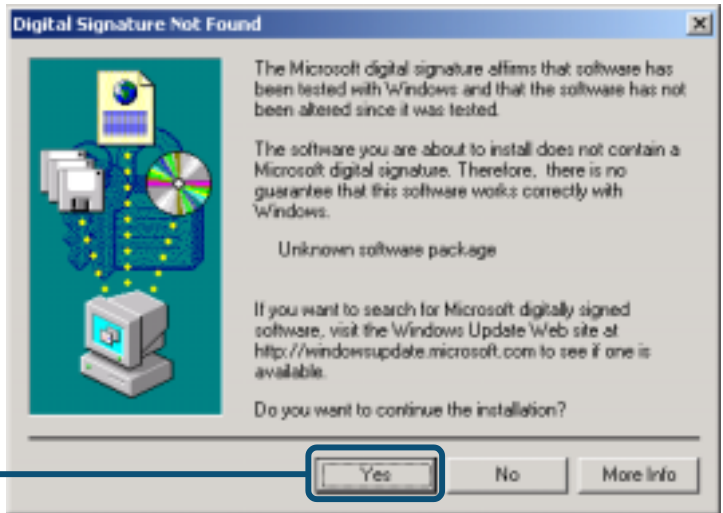 Digital Signature Not Found
The Microsoft digital signature affirms that software has
been tested with Windows and that the software has not
been altered since it was tested.
The software you are about to install does not contain a
Microsoft digital signature. Therefore, there is no
guarantee that this software works correctly with
Windows.
Unknown software package
If you want to search for Microsoft digitally signed
software, visit the Windows Update Web site at
http://windowsupdate.microsoft.com to see if one is
available.
Do you want to continue the installation?
Yes
No
More Info